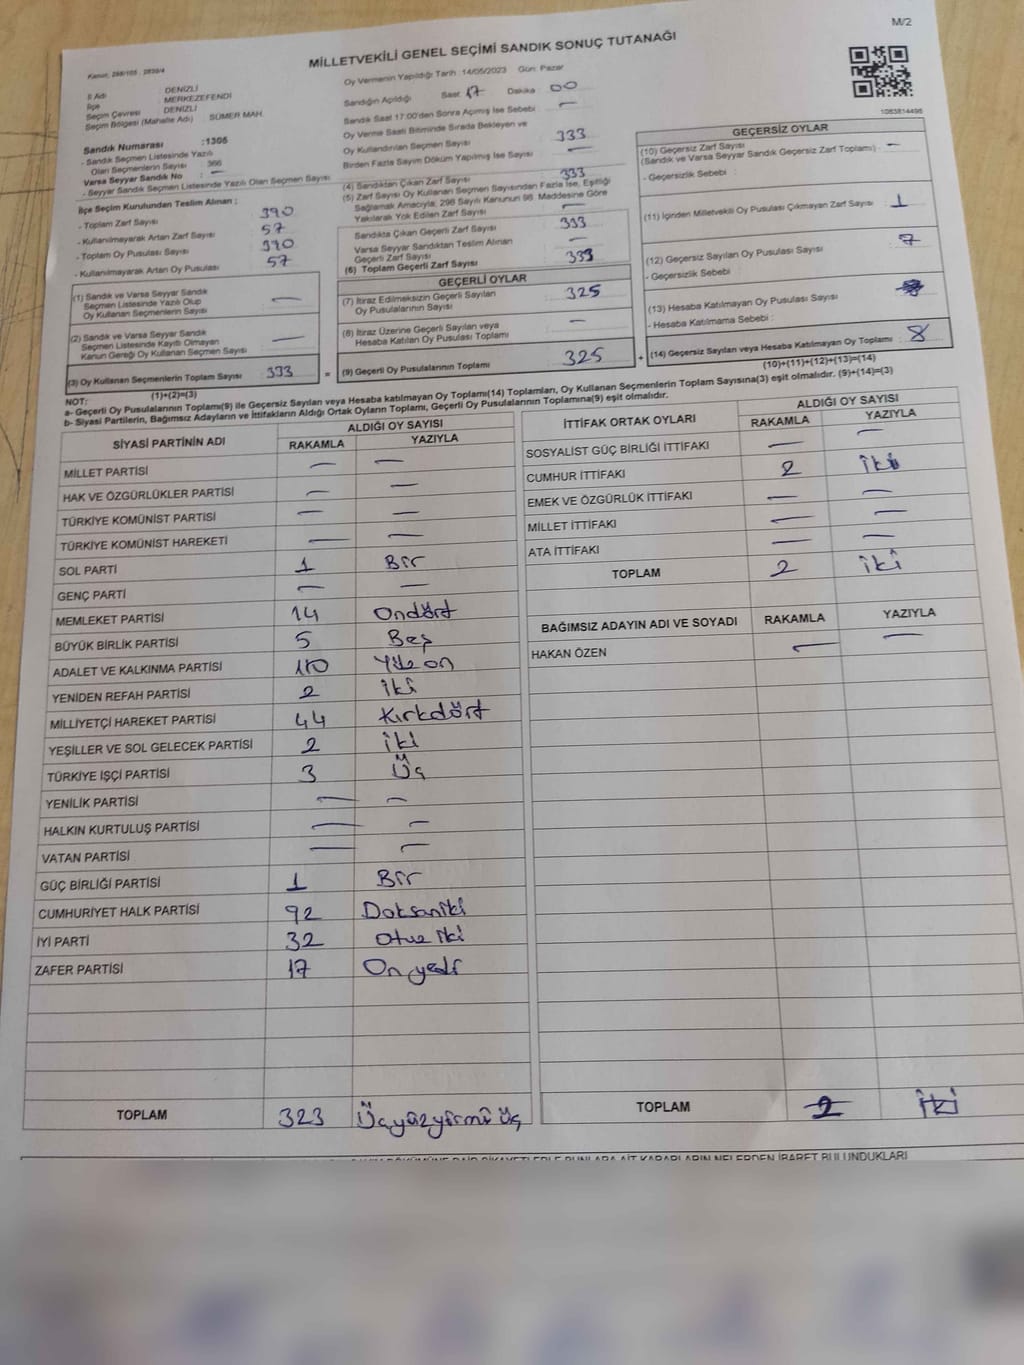 M/2
MİLLETVEKİLİ GENEL SEÇİMİ SANDIK SONUÇ TUTANAĞI
1083814496
İl Adı DENİZLİ
İlçe MERKEZEFENDİ
Seçim Çevresi DENİZLİ
Seçim Bölgesi (Mahalle Adı) SÜMER MAH.
Sandık Numarası :1306
- Sandık Seçmen Listesinde Yazılı
Olan Seçmenlerin Sayısı : 366
Varsa Seyyar Sandık No : —
- Seyyar Sandık Seçmen Listesinde Yazılı Olan Seçmen Sayısı
İlçe Seçim Kurulundan Teslim Alınan ;
- Toplam Zarf Sayısı 390
- Kullanılmayarak Artan Zarf Sayısı 57
- Toplam Oy Pusulası Sayısı 390
- Kullanılmayarak Artan Oy Pusulası 57
(1) Sandık ve Varsa Seyyar Sandık
Seçmen Listesinde Yazılı Olup
Oy Kullanan Seçmenlerin Sayısı : —
(2) Sandık ve Varsa Seyyar Sandık
Seçmen Listesinde Kayıtlı Olmayan
Kanun Gereği Oy Kullanan Seçmen Sayısı : —
(3) Oy Kullanan Seçmenlerin Toplam Sayısı : 333
(1)+(2)=(3)
Oy Vermenin Yapıldığı Tarih : 14/05/2023 Gün: Pazar
Sandığın Açıldığı Saat: 17 Dakika 00
Sandık Saat 17:00'den Sonra Açılmış İse Sebebi : —
Oy Verme Saati Bitiminde Sırada Bekleyen ve
Oy Kullandırılan Seçmen Sayısı : 333
Birden Fazla Sayım Döküm Yapılmış İse Sayısı : —
(4) Sandıktan Çıkan Zarf Sayısı : 333
(5) Zarf Sayısı Oy Kullanan Seçmen Sayısından Fazla İse, Eşitliği
Sağlamak Amacıyla, 298 Sayılı Kanunun 98. Maddesine Göre
Yakılarak Yok Edilen Zarf Sayısı : —
Sandıkta Çıkan Geçerli Zarf Sayısı 333
Varsa Seyyar Sandıktan Teslim Alınan
Geçerli Zarf Sayısı —
(6) Toplam Geçerli Zarf Sayısı : 333
GEÇERLİ OYLAR
(7) İtiraz Edilmeksizin Geçerli Sayılan
Oy Pusulalarının Sayısı : 325
(8) İtiraz Üzerine Geçerli Sayılan veya
Hesaba Katılan Oy Pusulası Toplamı : —
= (9) Geçerli Oy Pusulalarının Toplamı : 325 +
GEÇERSİZ OYLAR
(10) Geçersiz Zarf Sayısı
(Sandık ve Varsa Seyyar Sandık Geçersiz Zarf Toplamı) : —
- Geçersizlik Sebebi :
(11) İçinden Milletvekili Oy Pusulası Çıkmayan Zarf Sayısı : 1
(12) Geçersiz Sayılan Oy Pusulası Sayısı : 7
- Geçersizlik Sebebi :
(13) Hesaba Katılmayan Oy Pusulası Sayısı :
- Hesaba Katılmama Sebebi :
(14) Geçersiz Sayılan veya Hesaba Katılmayan Oy Toplamı : 8
(10)+(11)+(12)+(13)=(14)
NOT:
a- Geçerli Oy Pusulalarının Toplamı(9) ile Geçersiz Sayılan veya Hesaba katılmayan Oy Toplamı(14) Toplamları, Oy Kullanan Seçmenlerin Toplam Sayısına(3) eşit olmalıdır. (9)+(14)=(3)
b- Siyasi Partilerin, Bağımsız Adayların ve İttifakların Aldığı Ortak Oyların Toplamı, Geçerli Oy Pusulalarının Toplamına(9) eşit olmalıdır.
SİYASİ PARTİNİN ADI ALDIĞI OY SAYISI
RAKAMLA YAZIYLA
MİLLET PARTİSİ — —
HAK VE ÖZGÜRLÜKLER PARTİSİ — —
TÜRKİYE KOMÜNİST PARTİSİ — —
TÜRKİYE KOMÜNİST HAREKETİ — —
SOL PARTİ 1 Bir
GENÇ PARTİ — —
MEMLEKET PARTİSİ 14 Ondört
BÜYÜK BİRLİK PARTİSİ 5 Beş
ADALET VE KALKINMA PARTİSİ 110 Yüz on
YENİDEN REFAH PARTİSİ 2 iki
MİLLİYETÇİ HAREKET PARTİSİ 44 Kırkdört
YEŞİLLER VE SOL GELECEK PARTİSİ 2 iki
TÜRKİYE İŞÇİ PARTİSİ 3 Üç
YENİLİK PARTİSİ — —
HALKIN KURTULUŞ PARTİSİ — —
VATAN PARTİSİ — —
GÜÇ BİRLİĞİ PARTİSİ 1 Bir
CUMHURİYET HALK PARTİSİ 92 Doksaniki
İYİ PARTİ 32 Otuz iki
ZAFER PARTİSİ 17 On yedi
TOPLAM 323 Üçyüzyirmi üç
İTTİFAK ORTAK OYLARI ALDIĞI OY SAYISI
RAKAMLA YAZIYLA
SOSYALİST GÜÇ BİRLİĞİ İTTİFAKI — —
CUMHUR İTTİFAKI 2 iki
EMEK VE ÖZGÜRLÜK İTTİFAKI — —
MİLLET İTTİFAKI — —
ATA İTTİFAKI — —
TOPLAM 2 iki
BAĞIMSIZ ADAYIN ADI VE SOYADI RAKAMLA YAZIYLA
HAKAN ÖZEN — —
TOPLAM 2 iki